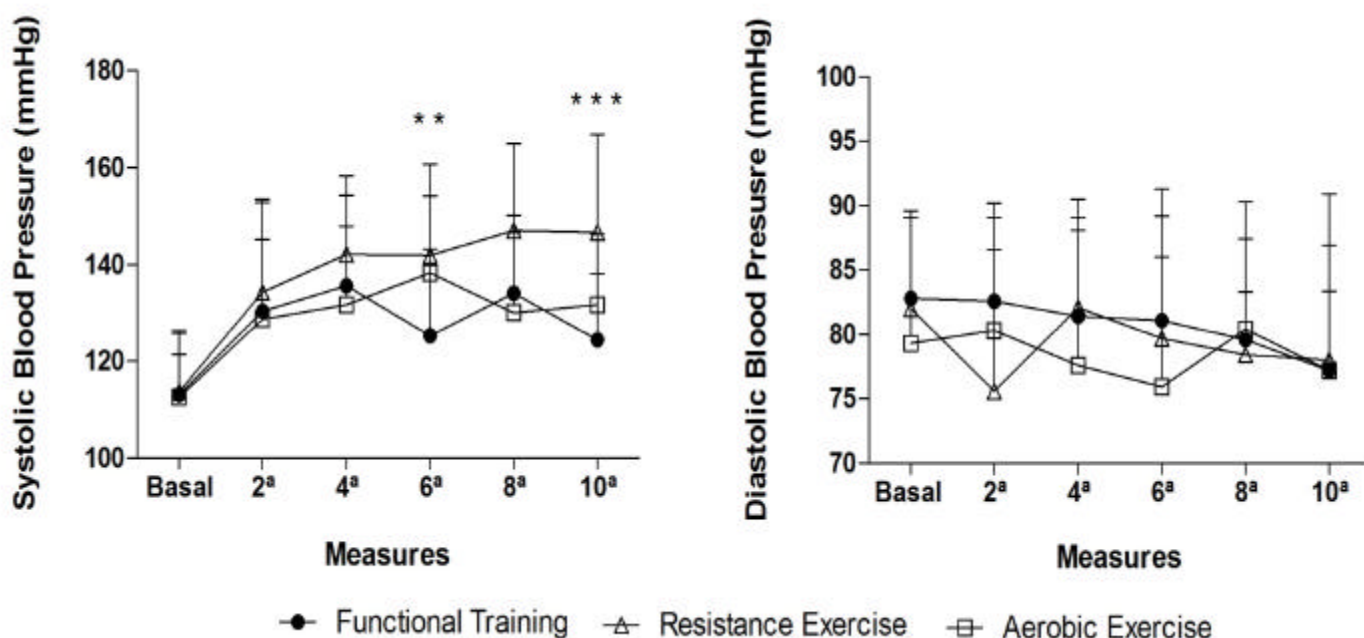 Systolic Blood Pressure (mmHg)
180
160
140
120
100
** 
***
Basal 2ª 4ª 6ª 8ª 10ª
Measures
Diastolic Blood Pressusre (mmHg)
100
95
90
85
80
75
70
Basal 2ª 4ª 6ª 8ª 10ª
Measures
Functional Training Resistance Exercise Aerobic Exercise